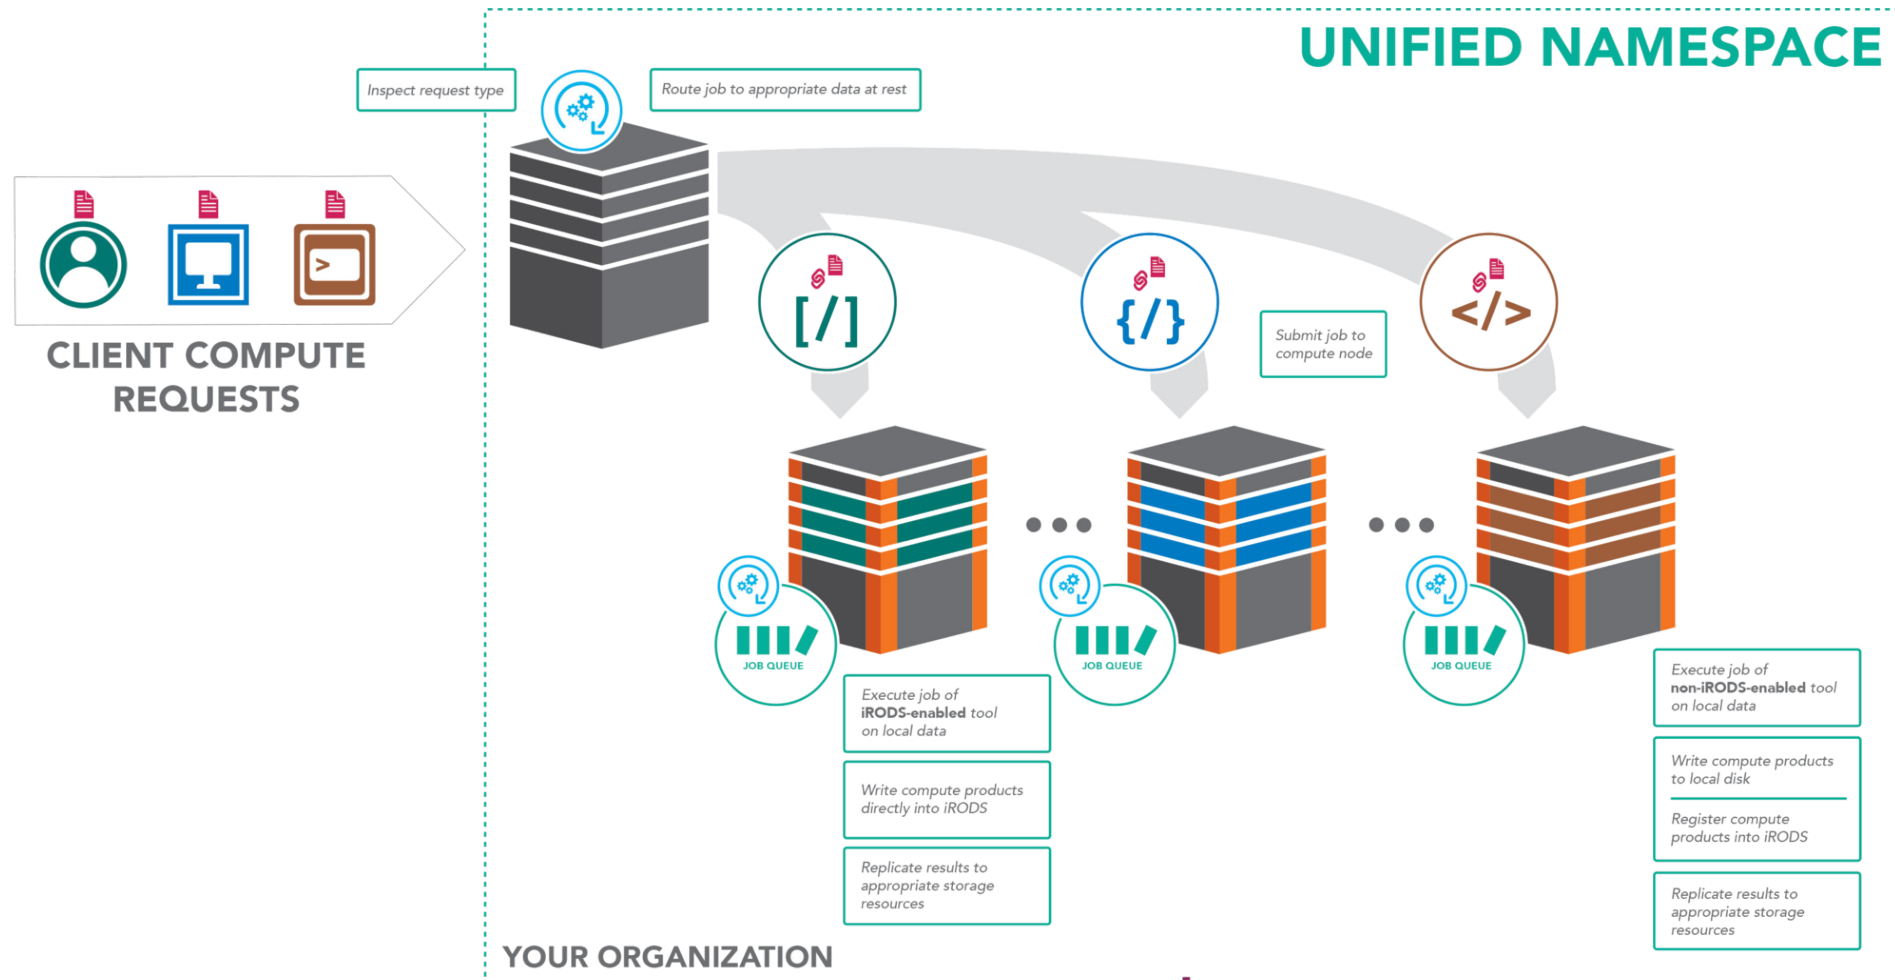 UNIFIED NAMESPACE
Inspect request type
Route job to appropriate data at rest
>
CLIENT COMPUTE
REQUESTS
[/]
{/}
</>
Submit job to
compute node
JOB QUEUE
JOB QUEUE
JOB QUEUE
Execute job of
iRODS-enabled tool
on local data
Write compute products
directly into iRODS
Replicate results to
appropriate storage
resources
Execute job of
non-iRODS-enabled tool
on local data
Write compute products
to local disk
Register compute
products into iRODS
Replicate results to
appropriate storage
resources
YOUR ORGANIZATION